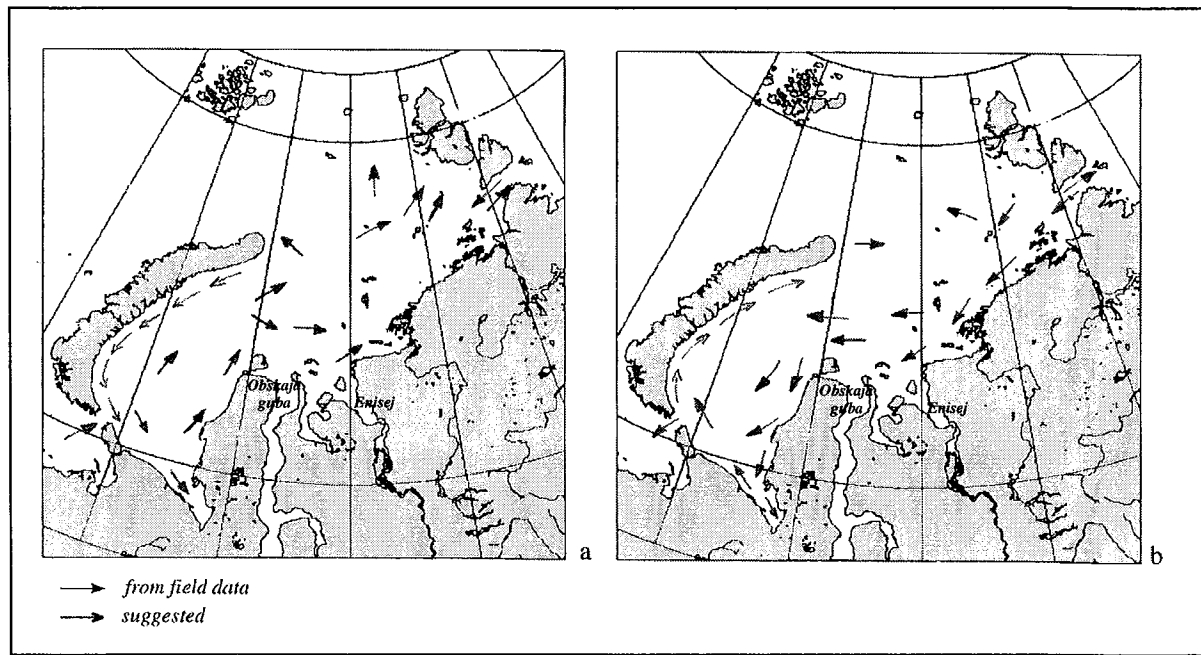 Obskaja
guba
Enisej
a
Obskaja
guba
Enisej
b
from field data
suggested